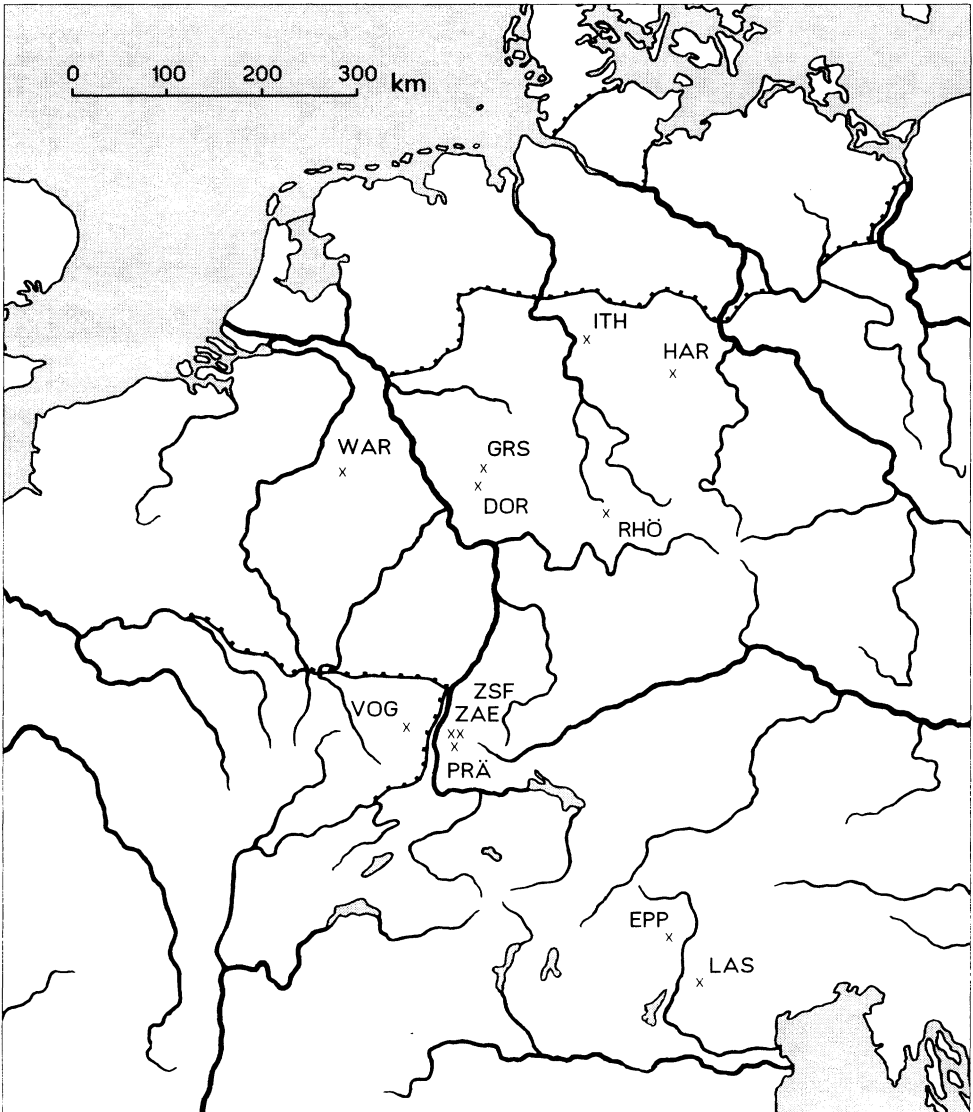 0 100 200 300 km
ITH
HAR
WAR
GRS
DOR
RHÖ
ZSF
VOG ZAE
PRÄ
EPP
LAS